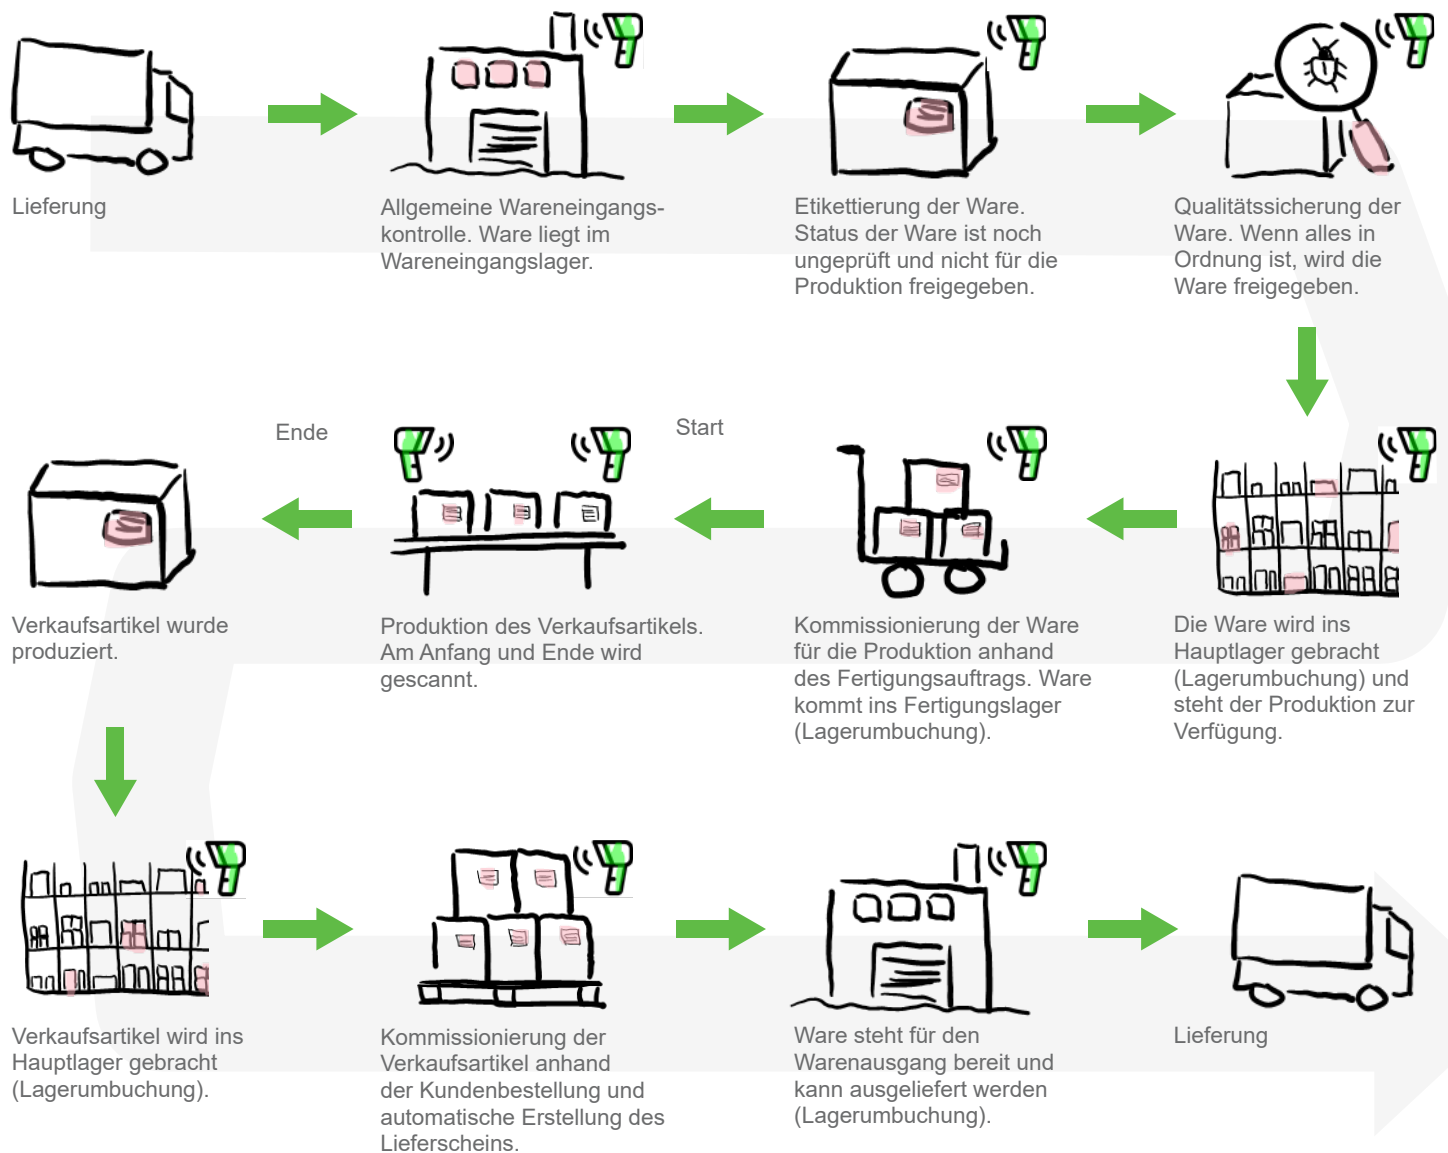 Lieferung
Allgemeine Wareneingangs-
kontrolle. Ware liegt im
Wareneingangslager.
Etikettierung der Ware.
Status der Ware ist noch
ungeprüft und nicht für die
Produktion freigegeben.
Qualitätssicherung der
Ware. Wenn alles in
Ordnung ist, wird die
Ware freigegeben.
Die Ware wird ins
Hauptlager gebracht
(Lagerumbuchung) und
steht der Produktion zur
Verfügung.
Kommissionierung der Ware
für die Produktion anhand
des Fertigungsauftrags. Ware
kommt ins Fertigungslager
(Lagerumbuchung).
Start
Produktion des Verkaufsartikels.
Am Anfang und Ende wird
gescannt.
Ende
Verkaufsartikel wurde
produziert.
Verkaufsartikel wird ins
Hauptlager gebracht
(Lagerumbuchung).
Kommissionierung der
Verkaufsartikel anhand
der Kundenbestellung und
automatische Erstellung des
Lieferscheins.
Ware steht für den
Warenausgang bereit und
kann ausgeliefert werden
(Lagerumbuchung).
Lieferung